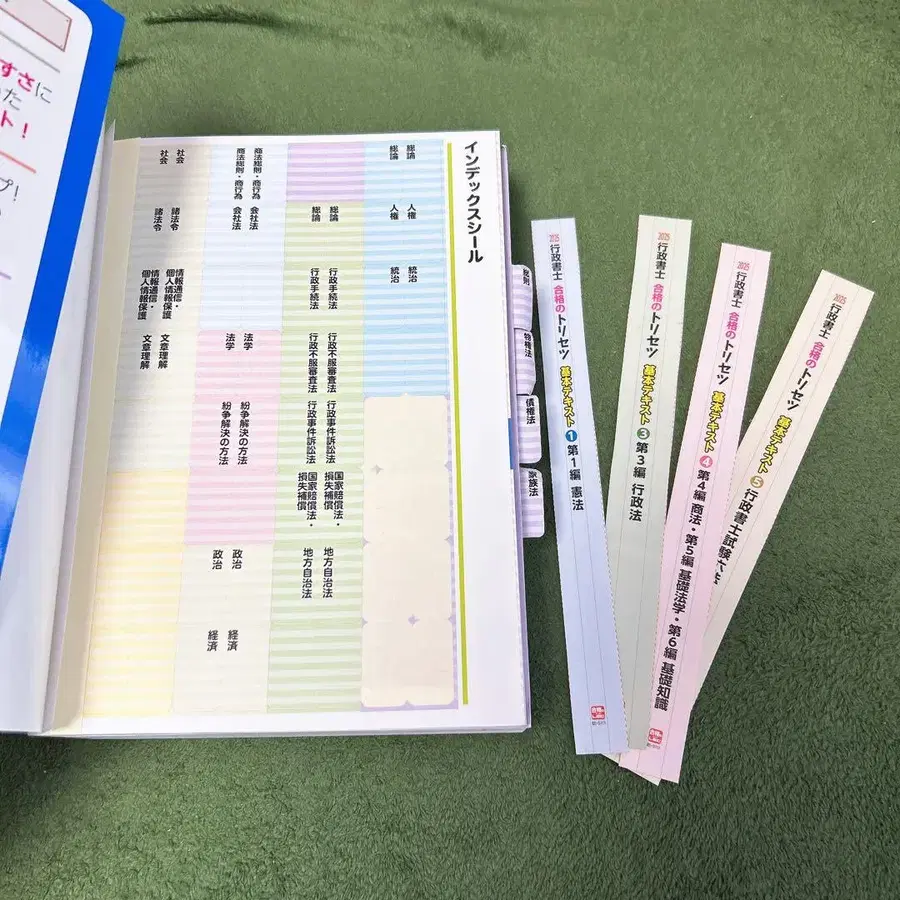 すさに
た
ト!
プ!
インデックスシール
総論
総論
人権
人権
統治
統治
総論
総論
行政手続法
行政手続法
行政不服審査法
行政不服審査法
行政事件訴訟法
行政事件訴訟法
国家賠償法・
損失補償
国家賠償法・
損失補償
地方自治法
地方自治法
商法総則・商行為
商法総則・商行為
会社法
会社法
法学
法学
紛争解決の方法
紛争解決の方法
政治
政治
経済
経済
社会
社会
諸法令
諸法令
情報通信・
個人情報保護
情報通信・
個人情報保護
文章理解
文章理解
総則
物権法
債権法
家族法
2025 行政書士 合格のトリセツ 基本テキスト 1 第1編 憲法
2025 行政書士 合格のトリセツ 基本テキスト 3 第3編 行政法
2025 行政書士 合格のトリセツ 基本テキスト 4 第4編 商法・第5編 基礎法学・第6編 基礎知識
2025 行政書士 合格のトリセツ 基本テキスト 5 行政書士試験